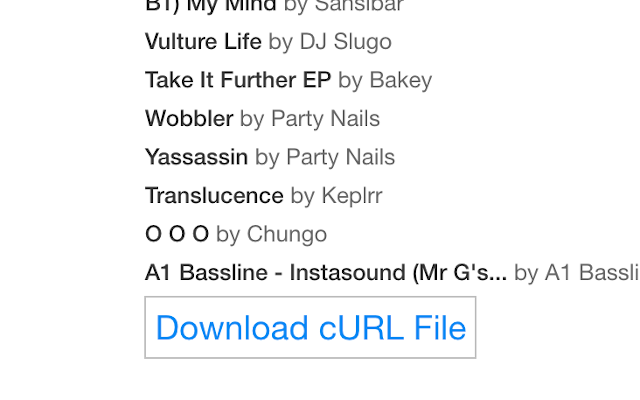 B1) My Mind by Sansibar
Vulture Life by DJ Slugo
Take It Further EP by Bakey
Wobbler by Party Nails
Yassassin by Party Nails
Translucence by Keplrr
O O O by Chungo
A1 Bassline - Instasound (Mr G's... by A1 Bassli
Download cURL File